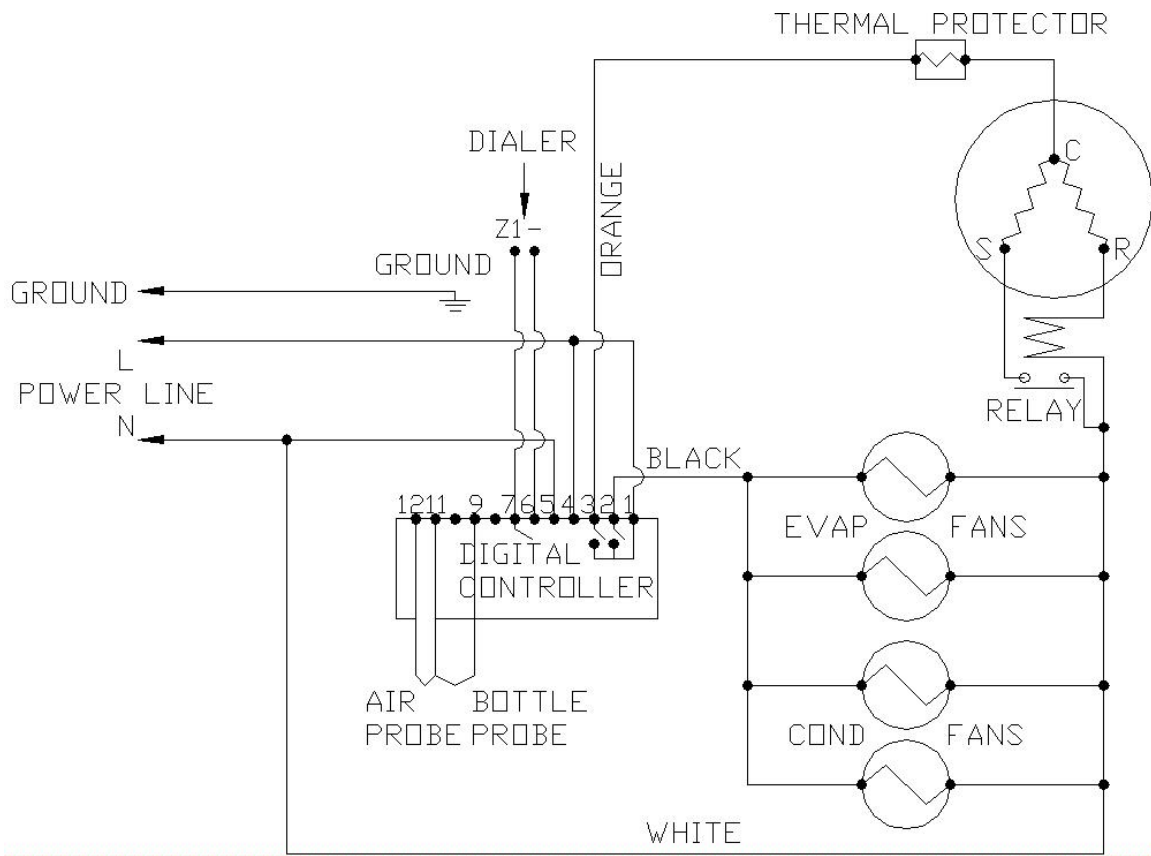 THERMAL PROTECTOR
DIALER
ORANGE
C
Z1-
S
R
GROUND
GROUND
L
POWER LINE
RELAY
N
BLACK
1211 9 7654321
EVAP FANS
DIGITAL
CONTROLLER
AIR
PROBE
BOTTLE
PROBE
COND FANS
WHITE